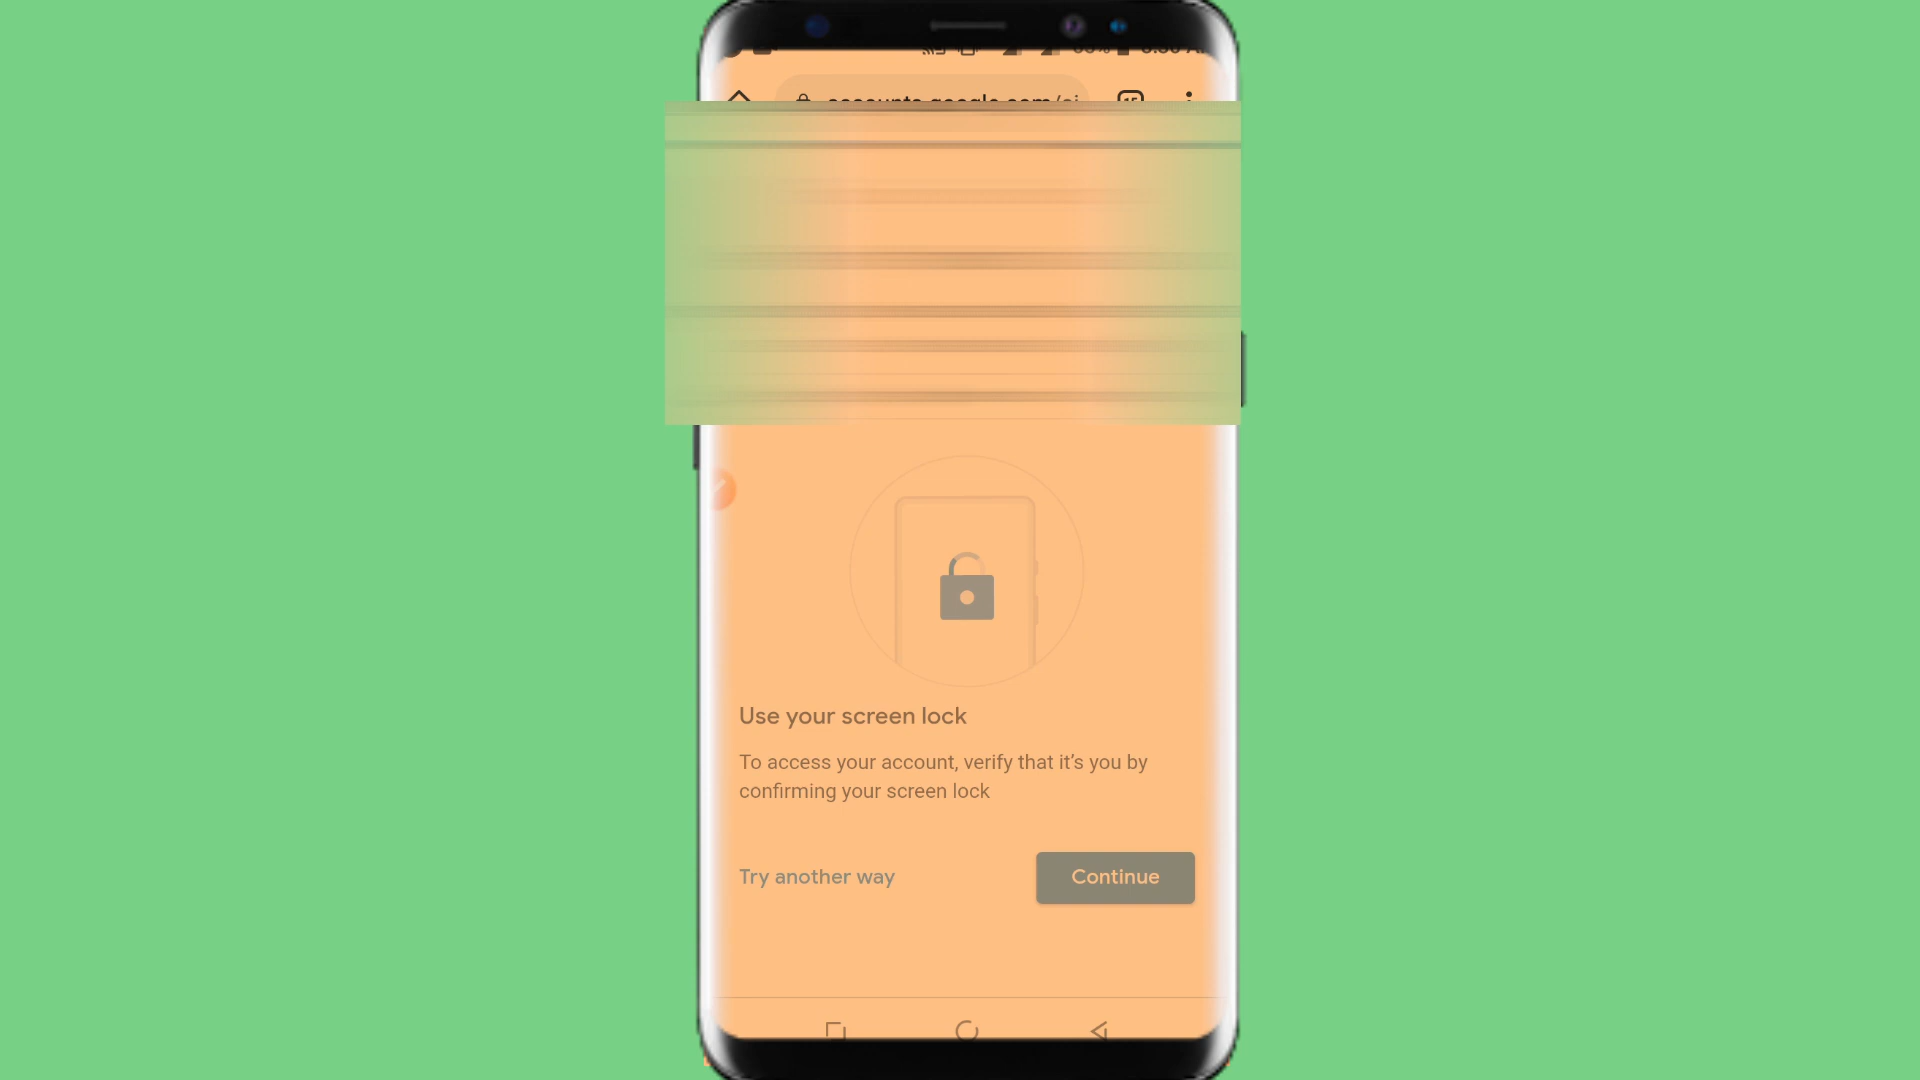 accounts.google.com/si
Use your screen lock
To access your account, verify that it's you by
confirming your screen lock
Try another way
Continue